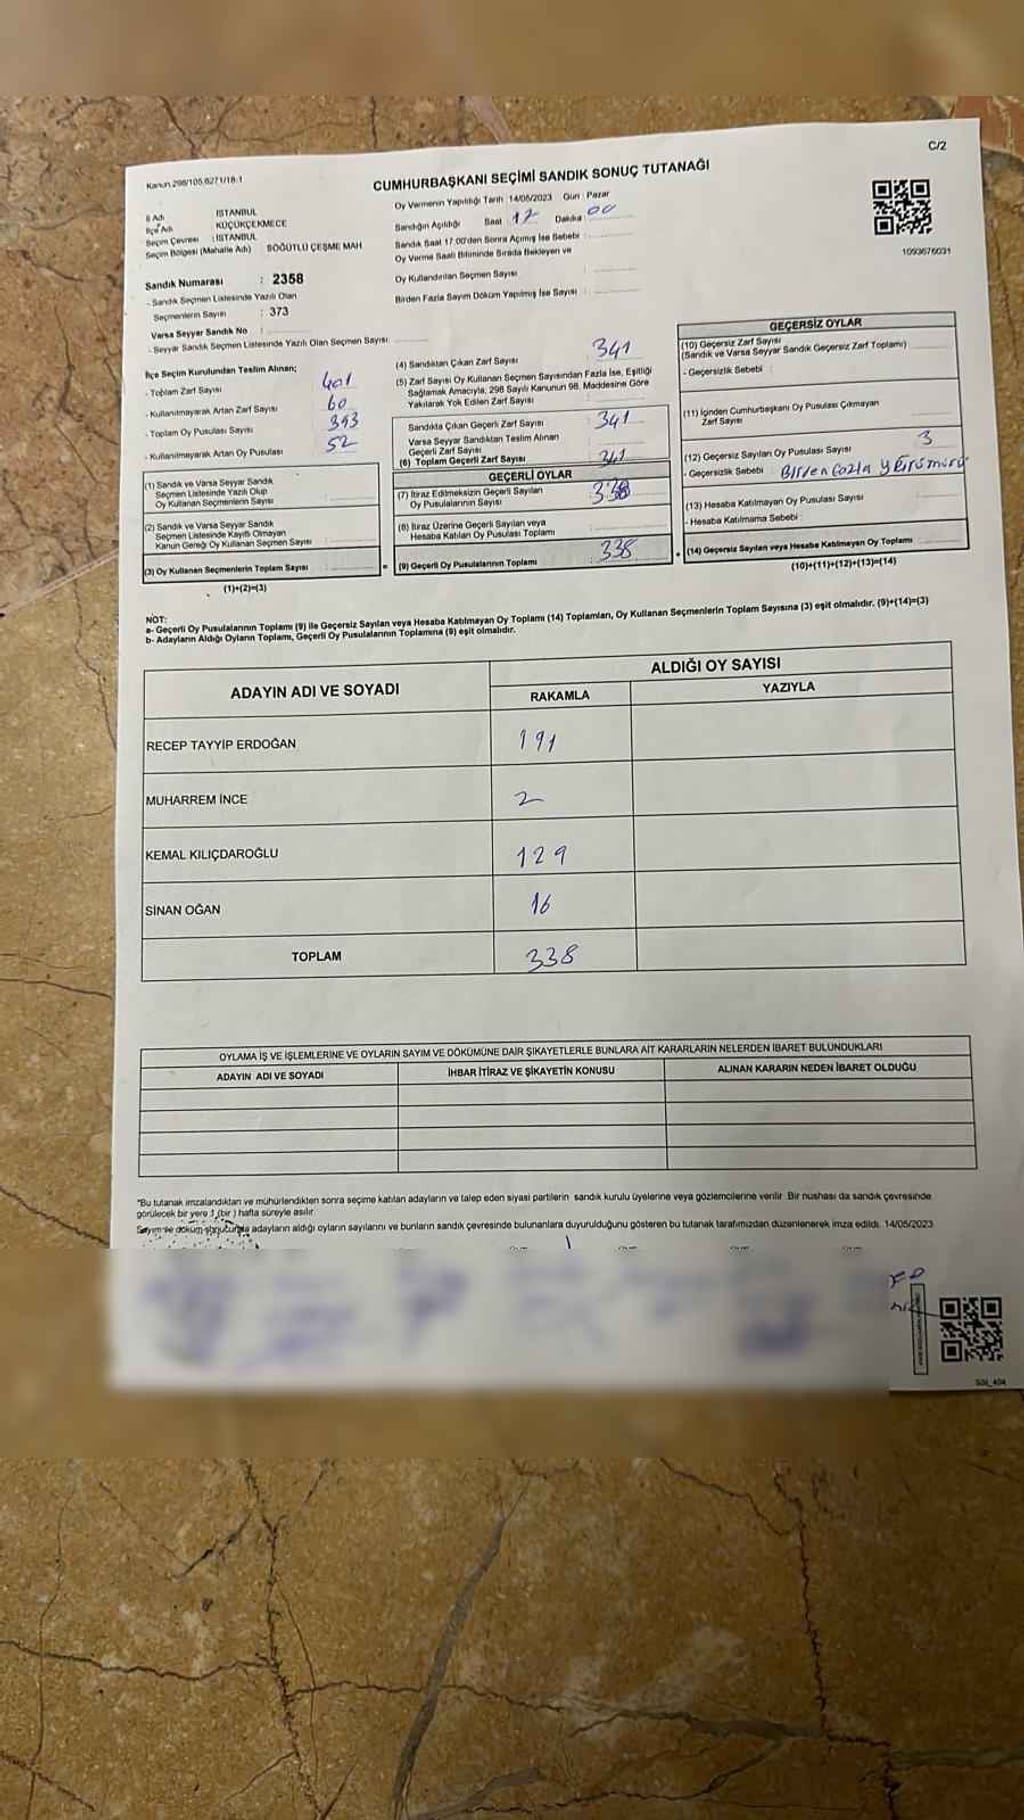 C/2
Kanun 298/105,6271/18-1
CUMHURBAŞKANI SEÇİMİ SANDIK SONUÇ TUTANAĞI
1093676031
İl Adı İSTANBUL
İlçe Adı KÜÇÜKÇEKMECE
Seçim Çevresi : İSTANBUL
Seçim Bölgesi (Mahalle Adı) SÖĞÜTLÜ ÇEŞME MAH
Sandık Numarası : 2358
- Sandık Seçmen Listesinde Yazılı Olan
Seçmenlerin Sayısı : 373
Varsa Seyyar Sandık No :
- Seyyar Sandık Seçmen Listesinde Yazılı Olan Seçmen Sayısı
Oy Vermenin Yapıldığı Tarih 14/05/2023 Gün : Pazar
Sandığın Açıldığı Saat 17 Dakika 00
Sandık Saat 17:00'den Sonra Açılmış İse Sebebi :
Oy Verme Saati Bitiminde Sırada Bekleyen ve
Oy Kullandırılan Seçmen Sayısı :
Birden Fazla Sayım Döküm Yapılmış İse Sayısı :
İlçe Seçim Kurulundan Teslim Alınan;
- Toplam Zarf Sayısı 401
- Kullanılmayarak Artan Zarf Sayısı 60
- Toplam Oy Pusulası Sayısı 393
- Kullanılmayarak Artan Oy Pusulası 52
(1) Sandık ve Varsa Seyyar Sandık
Seçmen Listesinde Yazılı Olup
Oy Kullanan Seçmenlerin Sayısı
(2) Sandık ve Varsa Seyyar Sandık
Seçmen Listesinde Kayıtlı Olmayan
Kanun Gereği Oy Kullanan Seçmen Sayısı
(3) Oy Kullanan Seçmenlerin Toplam Sayısı
(1)+(2)=(3)
(4) Sandıktan Çıkan Zarf Sayısı 341
(5) Zarf Sayısı Oy Kullanan Seçmen Sayısından Fazla İse, Eşitliği
Sağlamak Amacıyla, 298 Sayılı Kanunun 98. Maddesine Göre
Yakılarak Yok Edilen Zarf Sayısı
Sandıkta Çıkan Geçerli Zarf Sayısı 341
Varsa Seyyar Sandıktan Teslim Alınan
Geçerli Zarf Sayısı
(6) Toplam Geçerli Zarf Sayısı 341
GEÇERLİ OYLAR
(7) İtiraz Edilmeksizin Geçerli Sayılan
Oy Pusulalarının Sayısı 338
(8) İtiraz Üzerine Geçerli Sayılan veya
Hesaba Katılan Oy Pusulası Toplamı
(9) Geçerli Oy Pusulalarının Toplamı 338
GEÇERSİZ OYLAR
(10) Geçersiz Zarf Sayısı
(Sandık ve Varsa Seyyar Sandık Geçersiz Zarf Toplamı)
- Geçersizlik Sebebi :
(11) İçinden Cumhurbaşkanı Oy Pusulası Çıkmayan
Zarf Sayısı
(12) Geçersiz Sayılan Oy Pusulası Sayısı 3
- Geçersizlik Sebebi : Birden fazla
(13) Hesaba Katılmayan Oy Pusulası Sayısı
- Hesaba Katılmama Sebebi :
(14) Geçersiz Sayılan veya Hesaba Katılmayan Oy Toplamı
(10)+(11)+(12)+(13)=(14)
NOT:
a- Geçerli Oy Pusulalarının Toplamı (9) ile Geçersiz Sayılan veya Hesaba Katılmayan Oy Toplamı (14) Toplamları, Oy Kullanan Seçmenlerin Toplam Sayısına (3) eşit olmalıdır. (9)+(14)=(3)
b- Adayların Aldığı Oyların Toplamı, Geçerli Oy Pusulalarının Toplamına (9) eşit olmalıdır.
ADAYIN ADI VE SOYADI ALDIĞI OY SAYISI
RAKAMLA YAZIYLA
RECEP TAYYİP ERDOĞAN 191
MUHARREM İNCE 2
KEMAL KILIÇDAROĞLU 129
SİNAN OĞAN 16
TOPLAM 338
OYLAMA İŞ VE İŞLEMLERİNE VE OYLARIN SAYIM VE DÖKÜMÜNE DAİR ŞİKAYETLERLE BUNLARA AİT KARARLARIN NELERDEN İBARET BULUNDUKLARI
ADAYIN ADI VE SOYADI İHBAR İTİRAZ VE ŞİKAYETİN KONUSU ALINAN KARARIN NEDEN İBARET OLDUĞU
*Bu tutanak imzalandıktan ve mühürlendikten sonra seçime katılan adayların ve talep eden siyasi partilerin sandık kurulu üyelerine veya gözlemcilerine verilir. Bir nüshası da sandık çevresinde
görülecek bir yere 1 (bir) hafta süreyle asılır.
Sayım ve döküm sonucunda adayların aldığı oyların sayılarını ve bunların sandık çevresinde bulunanlara duyurulduğunu gösteren bu tutanak tarafımızdan düzenlenerek imza edildi. 14/05/2023